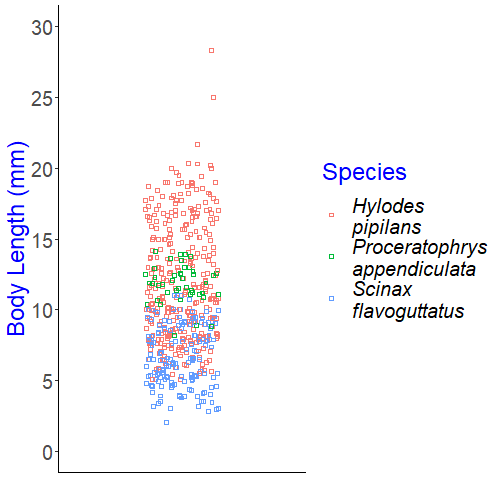 30
25
20
15
10
5
0
Body Length (mm)
Species
Hylodes
pipilans
Proceratophrys
appendiculata
Scinax
flavoguttatus